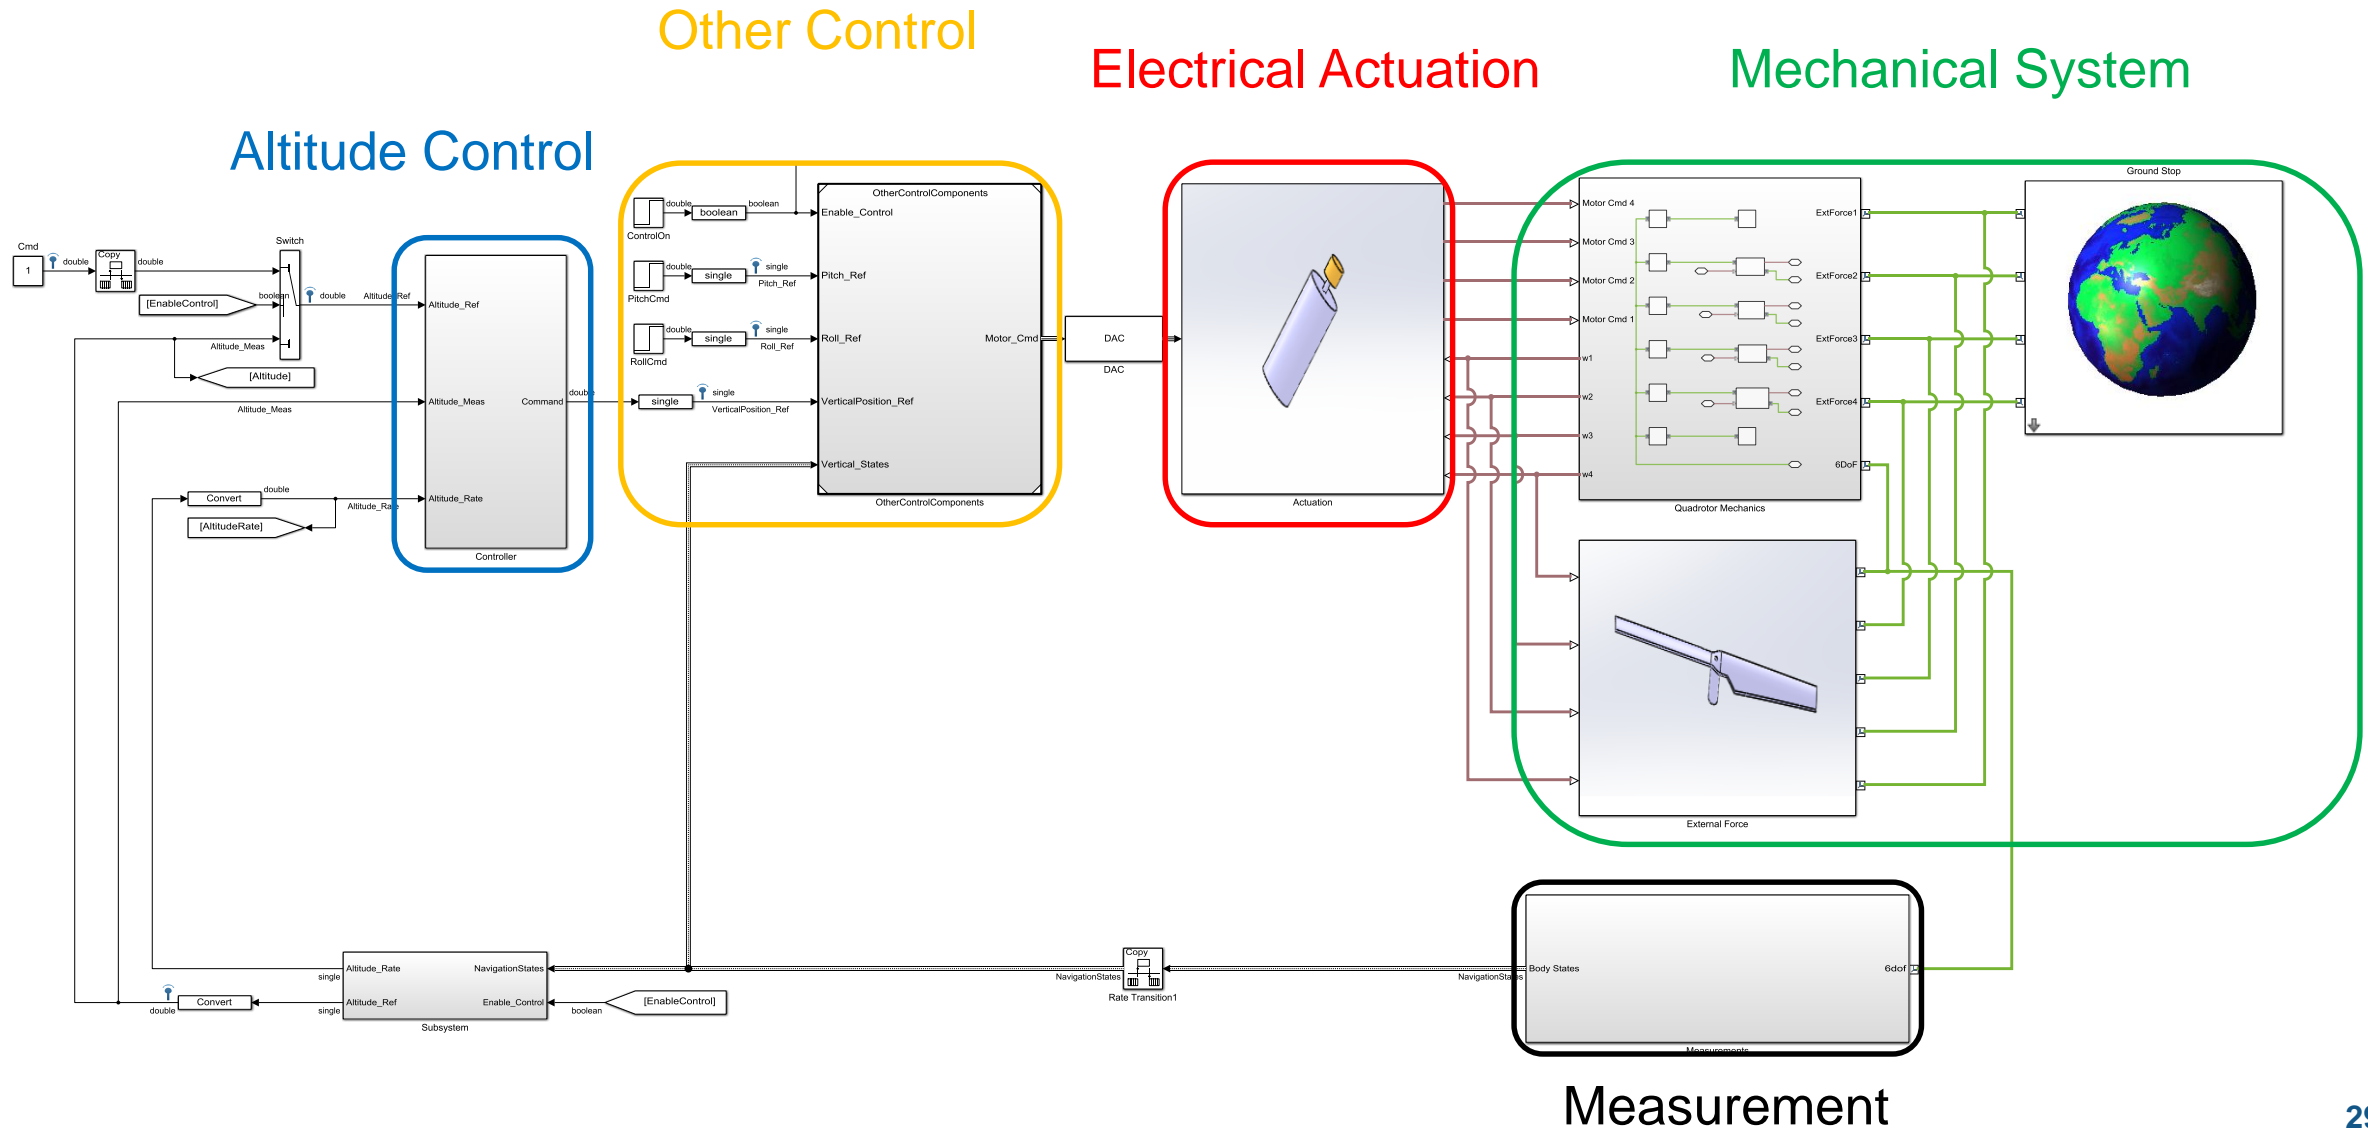 Other Control
Electrical Actuation
Mechanical System
Altitude Control
Cmd
1
double
Copy
double
Switch
[EnableControl]
boolean
double
Altitude_Ref
Altitude_Meas
[Altitude]
Altitude_Meas
Convert
double
Altitude_Rate
[AltitudeRate]
Altitude_Ref
Altitude_Meas
Command
Altitude_Rate
Controller
double
ControlOn
double
boolean
boolean
PitchCmd
double
single
single
Pitch_Ref
RollCmd
double
single
single
Roll_Ref
single
single
VerticalPosition_Ref
OtherControlComponents
Enable_Control
Pitch_Ref
Roll_Ref
Motor_Cmd
VerticalPosition_Ref
Vertical_States
OtherControlComponents
DAC
DAC
Actuation
Motor Cmd 4
Motor Cmd 3
Motor Cmd 2
Motor Cmd 1
w1
w2
w3
w4
ExtForce1
ExtForce2
ExtForce3
ExtForce4
6DoF
Quadrotor Mechanics
Ground Stop
External Force
Body States
6dof
Measurements
NavigationStates
Copy
Rate Transition1
NavigationStates
Altitude_Rate
NavigationStates
Altitude_Ref
Enable_Control
Subsystem
single
single
boolean
[EnableControl]
Convert
double
Measurement
29